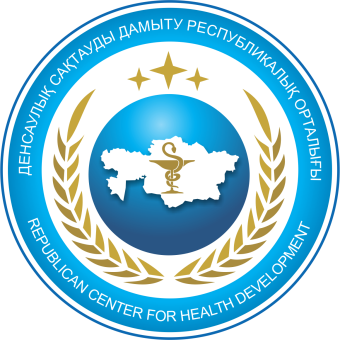 ДЕНСАУЛЫҚ САҚТАУДЫ ДАМЫТУ РЕСПУБЛИКАЛЫҚ ОРТАЛЫҒЫ
REPUBLICAN CENTER FOR HEALTH DEVELOPMENT